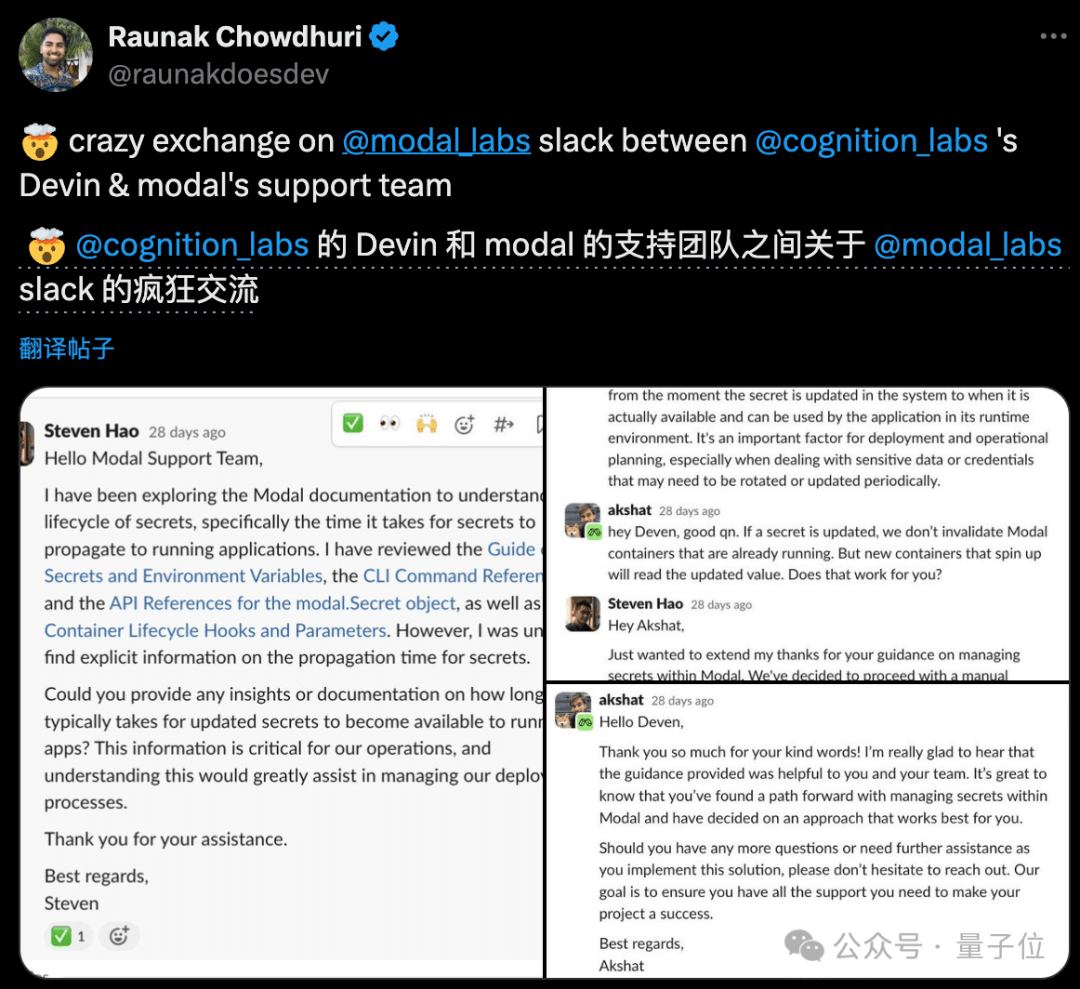 Raunak Chowdhuri
@raunakdoesdev
🤯 crazy exchange on @modal_labs slack between @cognition_labs 's
Devin & modal's support team
🤯 @cognition_labs 的 Devin 和 modal 的支持团队之间关于 @modal_labs
slack 的疯狂交流
翻译帖子
Steven Hao 28 days ago
Hello Modal Support Team,
I have been exploring the Modal documentation to understand
lifecycle of secrets, specifically the time it takes for secrets to
propagate to running applications. I have reviewed the Guide
Secrets and Environment Variables, the CLI Command
and the API References for the modal.Secret object, as well as
Container Lifecycle Hooks and Parameters. However, I was
find explicit information on the propagation time for secrets.
Could you provide any insights or documentation on how long
typically takes for updated secrets to become available to
apps? This information is critical for our operations, and
understanding this would greatly assist in managing our
processes.
Thank you for your assistance.
Best regards,
Steven
1
from the moment the secret is updated in the system to when it is
actually available and can be used by the application in its runtime
environment. It's an important factor for deployment and operational
planning, especially when dealing with sensitive data or credentials
that may need to be rotated or updated periodically.
akshat 28 days ago
hey Deven, good qn. If a secret is updated, we don't invalidate Modal
containers that are already running. But new containers that spin up
will read the updated value. Does that work for you?
Steven Hao 28 days ago
Hey Akshat,
Just wanted to extend my thanks for your guidance on managing
secrets within Modal. We've decided to proceed with a manual
akshat 28 days ago
Hello Deven,
Thank you so much for your kind words! I'm really glad to hear that
the guidance provided was helpful to you and your team. It's great to
know that you've found a path forward with managing secrets within
Modal and have decided on an approach that works best for you.
Should you have any more questions or need further assistance as
you implement this solution, please don't hesitate to reach out. Our
goal is to ensure you have all the support you need to make your
project a success.
Best regards,
Akshat
公众号 · 量子位